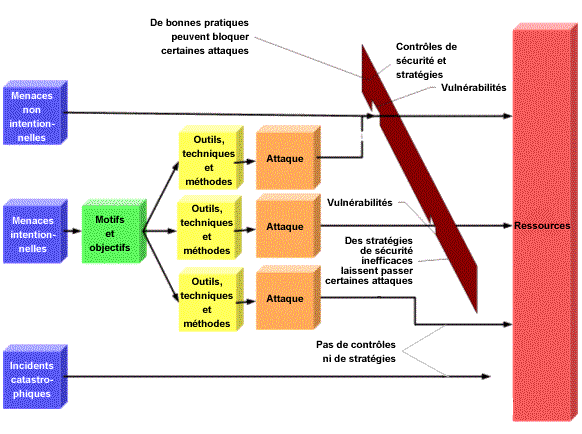 De bonnes pratiques
peuvent bloquer
certaines attaques
Contrôles de
sécurité et
stratégies
Vulnérabilités
Menaces
non
intention-
nelles
Outils,
techniques
et
méthodes
Attaque
Menaces
intention-
nelles
Motifs
et
objectifs
Outils,
techniques
et
méthodes
Attaque
Vulnérabilités
Ressources
Des stratégies
de sécurité
inefficaces
laissent passer
certaines attaques
Outils,
techniques
et
méthodes
Attaque
Pas de contrôles
ni de stratégies
Incidents
catastro-
phiques